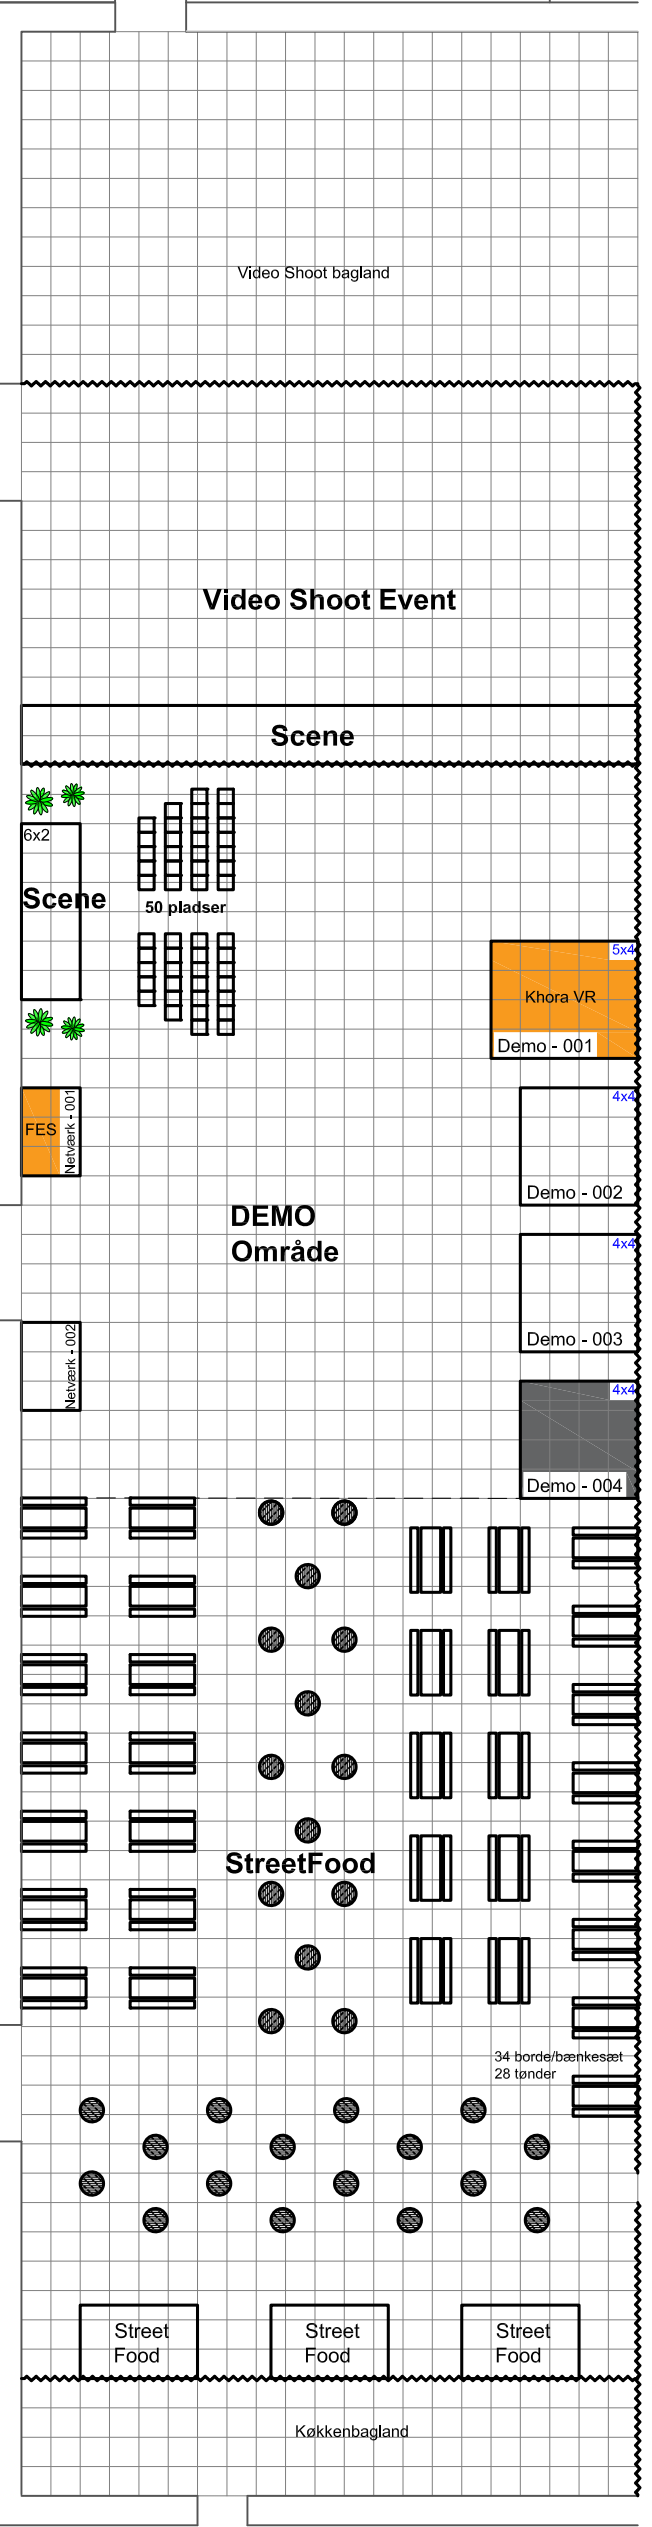 Video Shoot bagland
Video Shoot Event
Scene
6x2
Scene
50 pladser
5x4
Khora VR
Demo - 001
FES
Netværk - 001
4x4
Demo - 002
DEMO
Område
4x4
Demo - 003
Netværk - 002
4x4
Demo - 004
StreetFood
34 borde/bænkesæt
28 tønder
Street
Food
Street
Food
Street
Food
Køkkenbagland